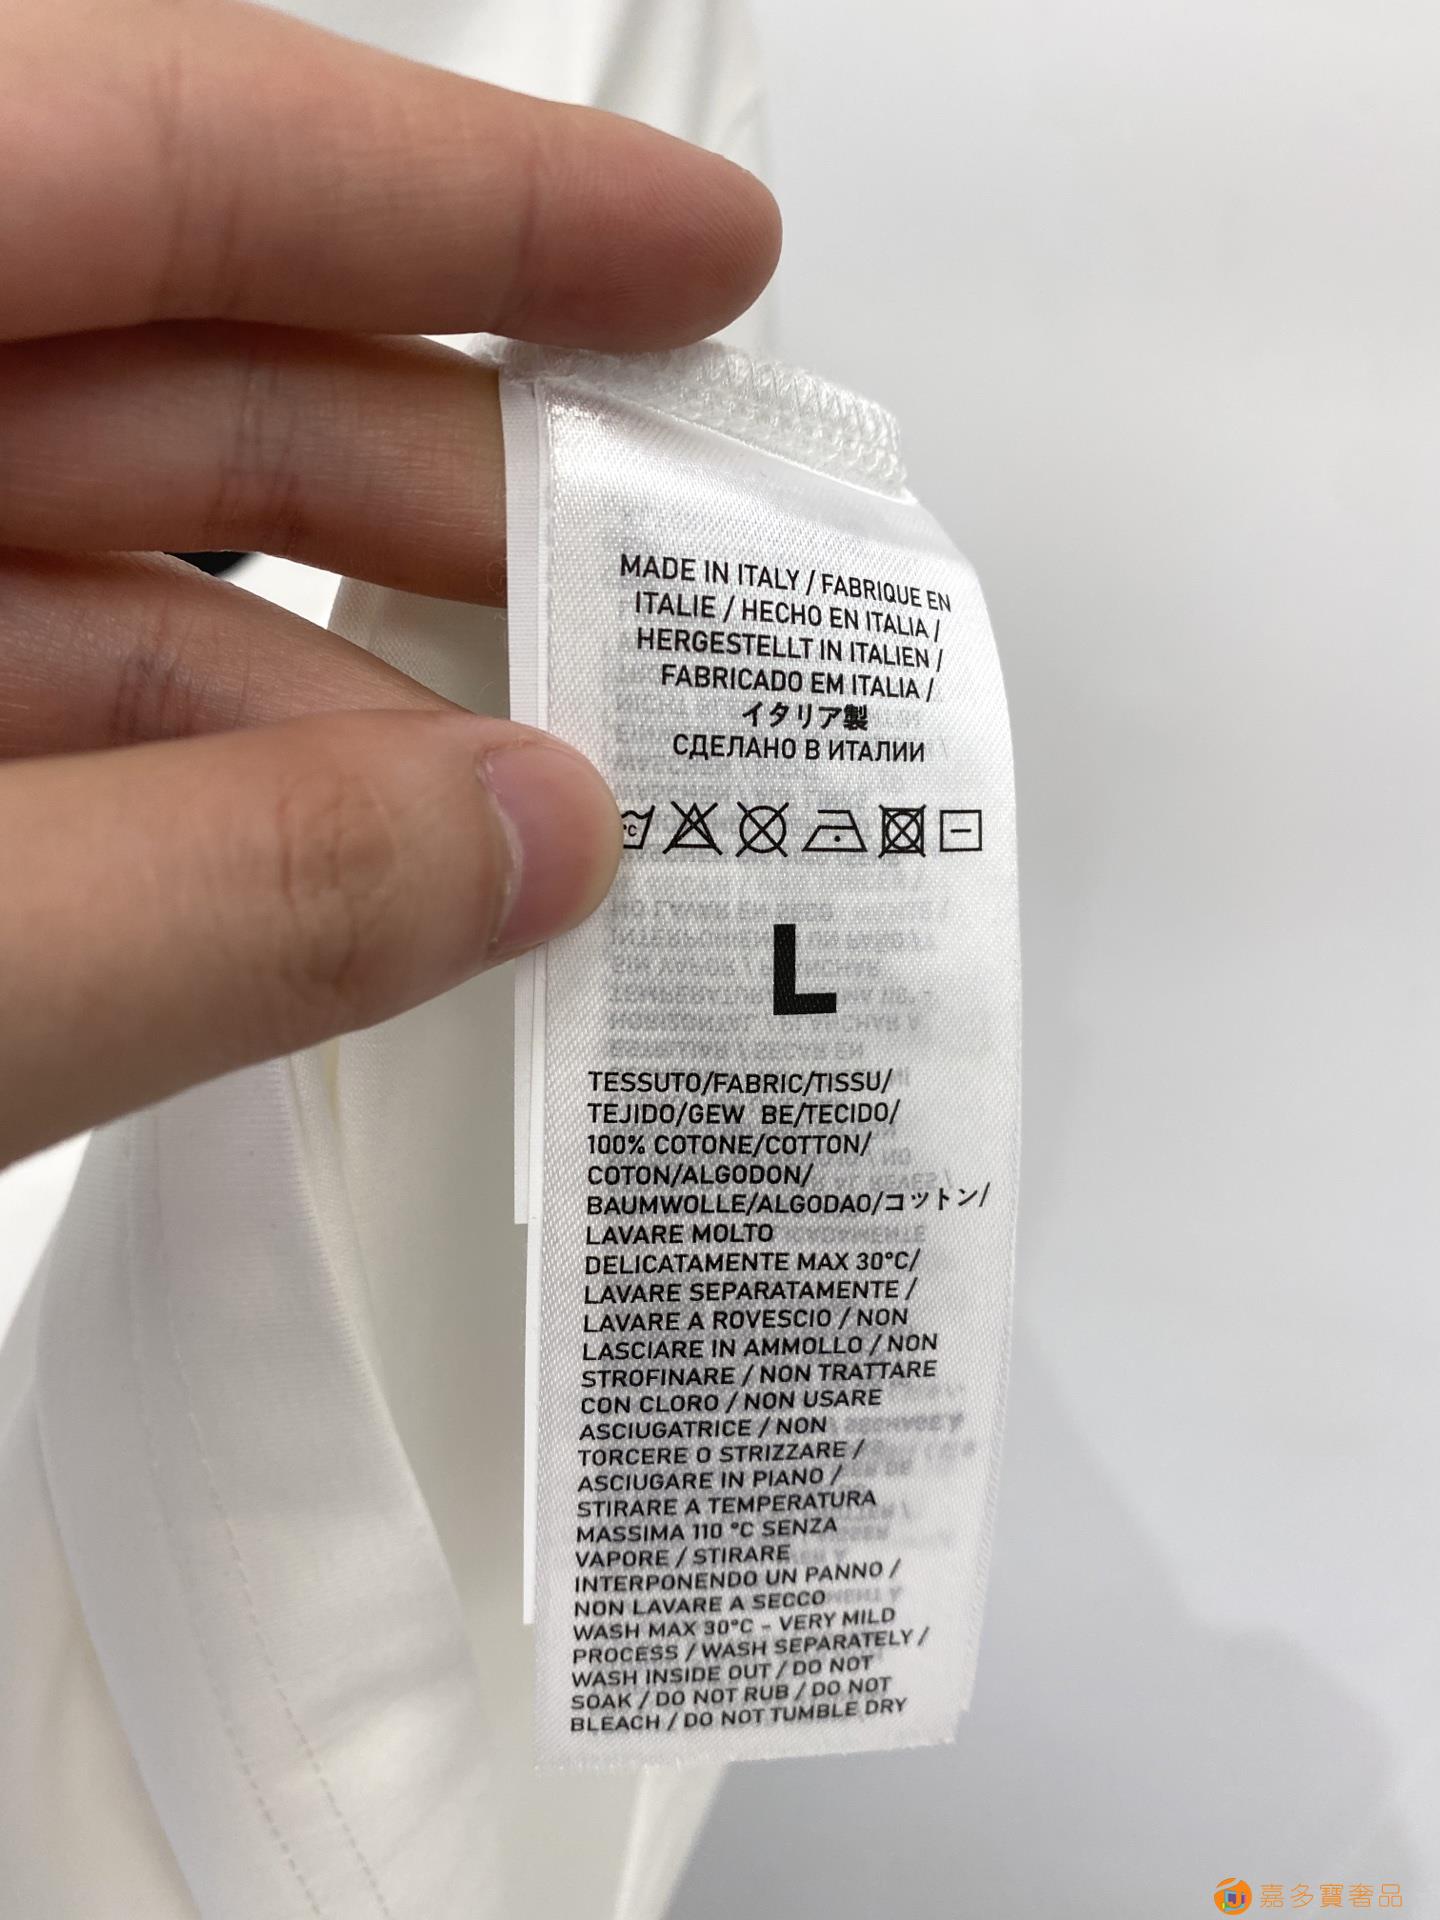 MADE IN ITALY / FABRIQUE EN
ITALIE / HECHO EN ITALIA /
HERGESTELLT IN ITALIEN /
FABRICADO EM ITALIA /
イタリア製
СДЕЛАНО В ИТАЛИИ
°C
L
TESSUTO/FABRIC/TISSU/
TEJIDO/GEW BE/TECIDO/
100% COTONE/COTTON/
COTON/ALGODON/
BAUMWOLLE/ALGODAO/コットン/
LAVARE MOLTO
DELICATAMENTE MAX 30°C/
LAVARE SEPARATAMENTE /
LAVARE A ROVESCIO / NON
LASCIARE IN AMMOLLO / NON
STROFINARE / NON TRATTARE
CON CLORO / NON USARE
ASCIUGATRICE / NON
TORCERE O STRIZZARE /
ASCIUGARE IN PIANO /
STIRARE A TEMPERATURA
MASSIMA 110 °C SENZA
VAPORE / STIRARE
INTERPONENDO UN PANNO /
NON LAVARE A SECCO
WASH MAX 30°C - VERY MILD
PROCESS / WASH SEPARATELY /
WASH INSIDE OUT / DO NOT
SOAK / DO NOT RUB / DO NOT
BLEACH / DO NOT TUMBLE DRY
嘉多寶奢品